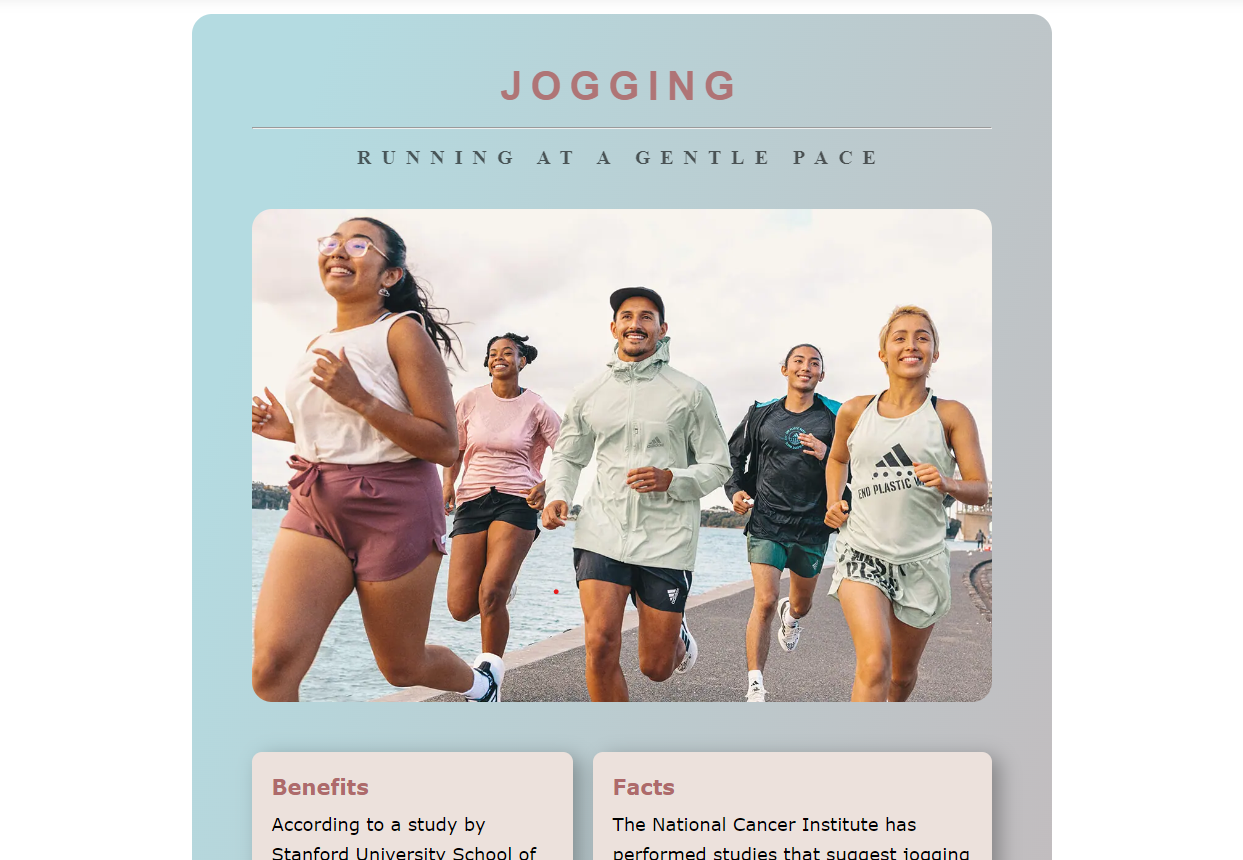 JOGGING
RUNNING AT A GENTLE PACE
END PLASTIC
Benefits
According to a study by
Stanford University School of
Facts
The National Cancer Institute has
performed studies that suggest jogging